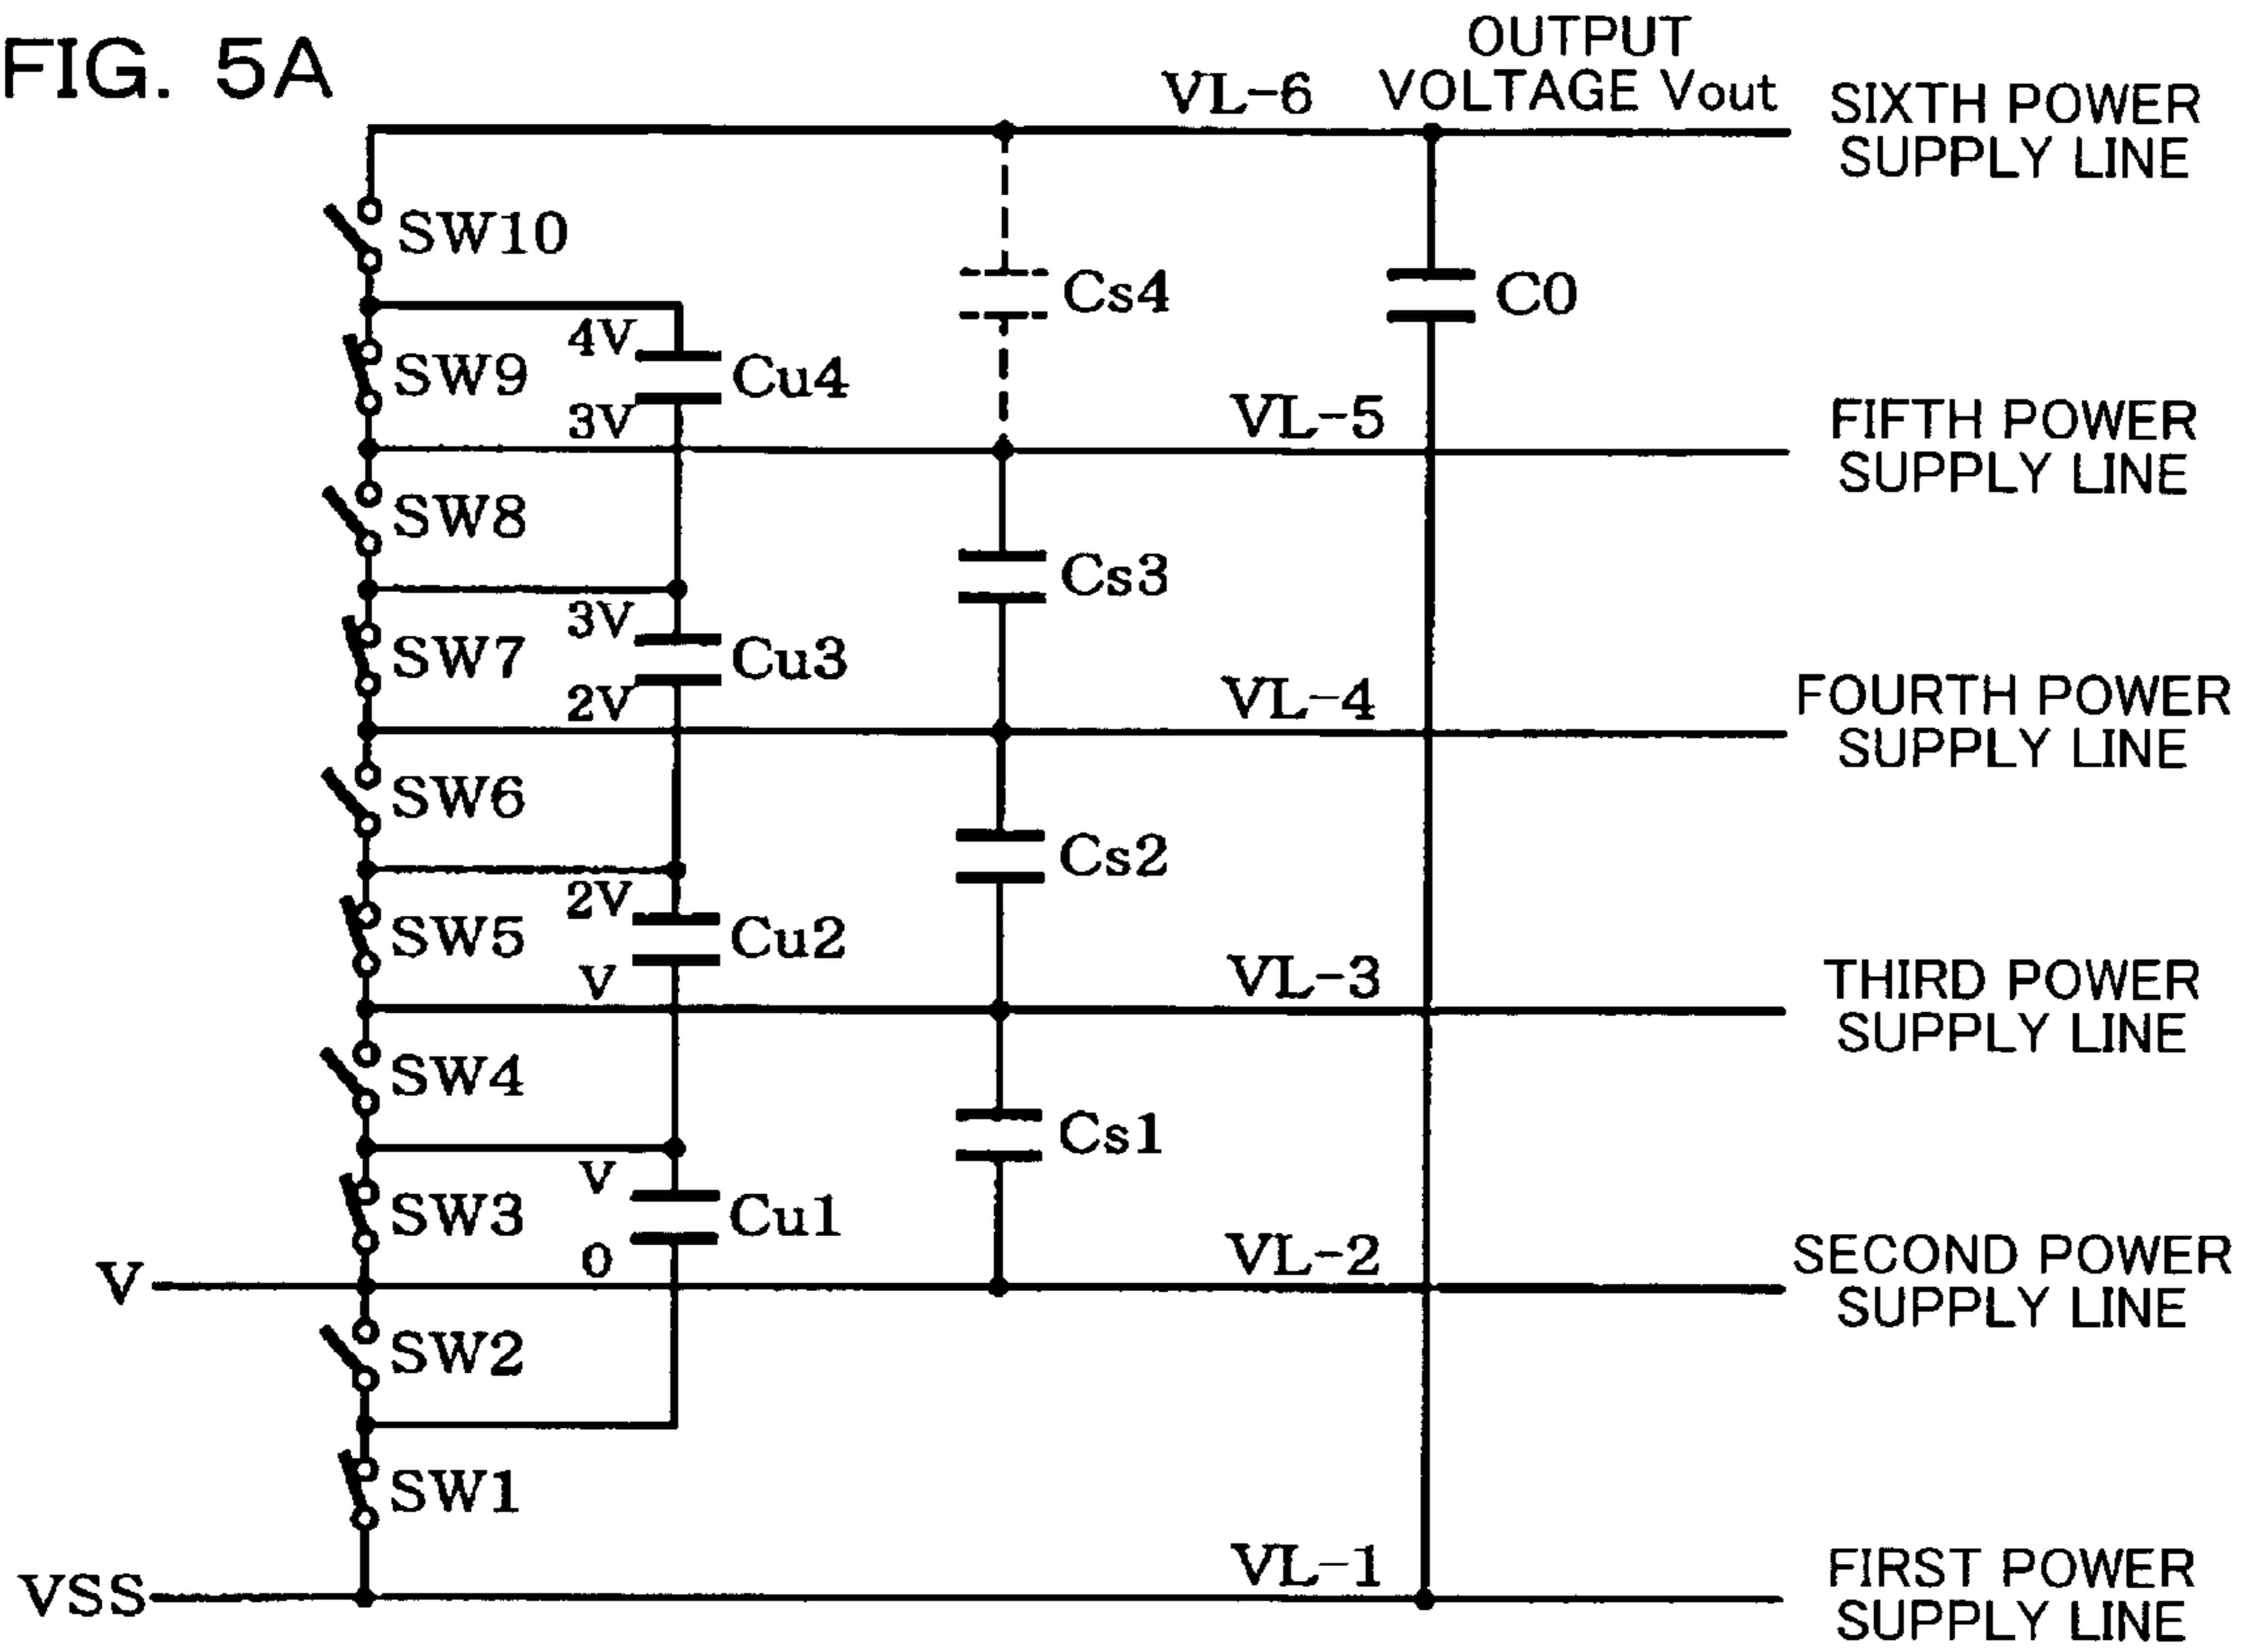 FIG. 5A
OUTPUT
VOLTAGE Vout
VL-6
SIXTH POWER
SUPPLY LINE
SW10
Cs4
C0
4V
SW9
Cu4
3V
VL-5
FIFTH POWER
SUPPLY LINE
SW8
Cs3
3V
SW7
Cu3
2V
VL-4
FOURTH POWER
SUPPLY LINE
SW6
Cs2
2V
SW5
Cu2
V
VL-3
THIRD POWER
SUPPLY LINE
SW4
Cs1
V
SW3
Cu1
0
V
VL-2
SECOND POWER
SUPPLY LINE
SW2
SW1
VSS
VL-1
FIRST POWER
SUPPLY LINE